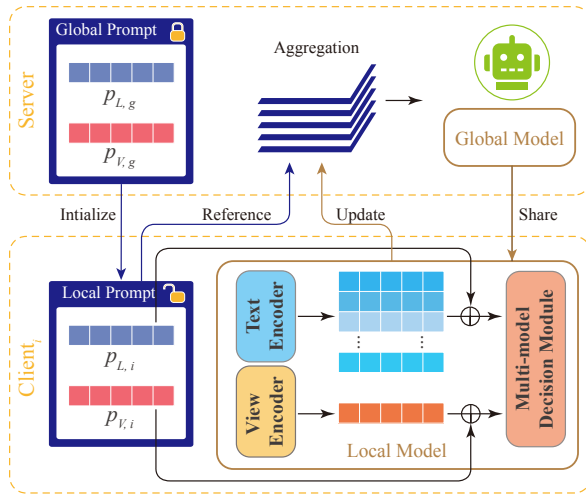 Server
Global Prompt
p_{L, g}
p_{V, g}
Aggregation
Global Model
Intialize
Reference
Update
Share
Client_i
Local Prompt
p_{L, i}
p_{V, i}
Text
Encoder
View
Encoder
Multi-model
Decision Module
Local Model